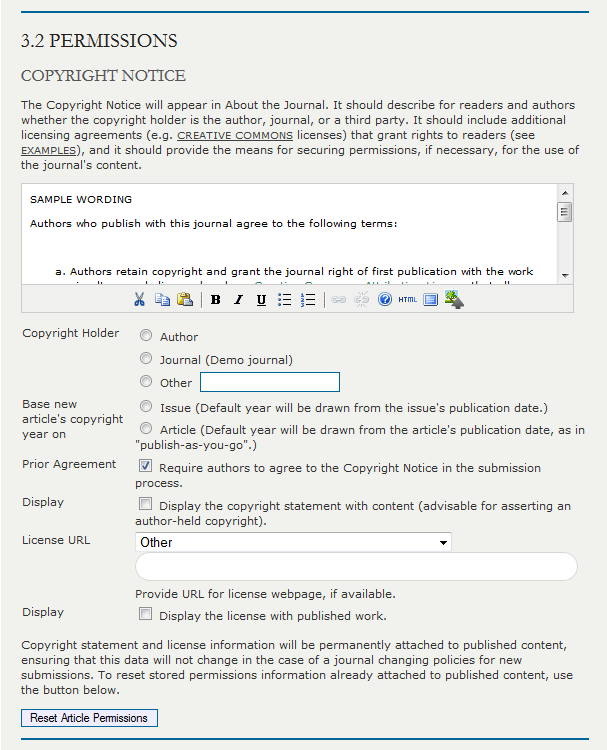 3.2 PERMISSIONS
COPYRIGHT NOTICE
The Copyright Notice will appear in About the Journal. It should describe for readers and authors
whether the copyright holder is the author, journal, or a third party. It should include additional
licensing agreements (e.g. CREATIVE COMMONS licenses) that grant rights to readers (see
EXAMPLES), and it should provide the means for securing permissions, if necessary, for the use of
the journal's content.
SAMPLE WORDING
Authors who publish with this journal agree to the following terms:
a. Authors retain copyright and grant the journal right of first publication with the work
B I U HTML
Copyright Holder
Author
Journal (Demo journal)
Other
Base new
article's copyright
year on
Issue (Default year will be drawn from the issue's publication date.)
Article (Default year will be drawn from the article's publication date, as in
"publish-as-you-go".)
Prior Agreement
Require authors to agree to the Copyright Notice in the submission
process.
Display
Display the copyright statement with content (advisable for asserting an
author-held copyright).
License URL
Other
Provide URL for license webpage, if available.
Display
Display the license with published work.
Copyright statement and license information will be permanently attached to published content,
ensuring that this data will not change in the case of a journal changing policies for new
submissions. To reset stored permissions information already attached to published content, use
the button below.
Reset Article Permissions